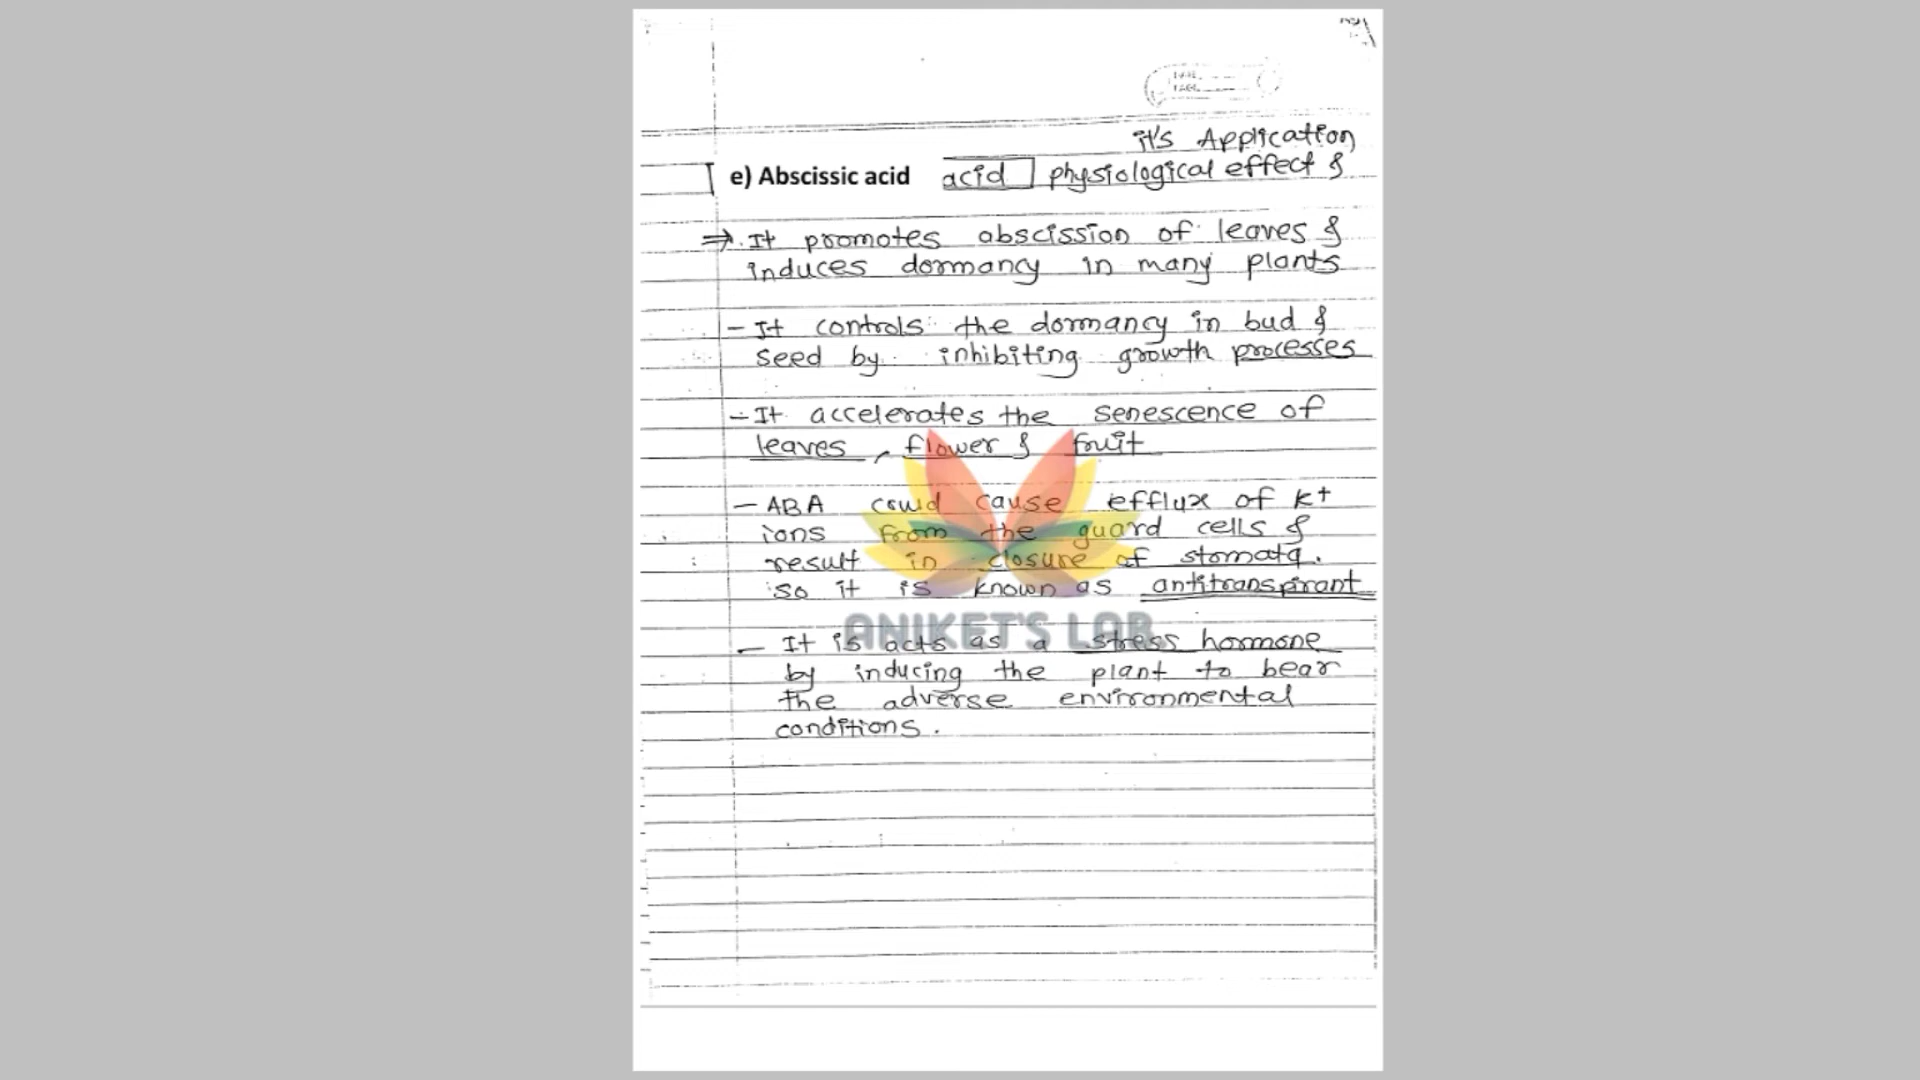 it's Application
e) Abscissic acid acid physiological effect &
⇒ It promotes abscission of leaves &
induces dormancy in many plants
- It controls the dormancy in bud &
seed by inhibiting growth processes
- It accelerates the senescence of
leaves, flower & fruit
- ABA could cause efflux of K+
ions from the guard cells &
result in closure of stomata.
so it is known as antitranspirant
ANIKET'S LAB
- It is acts as a stress hormone
by inducing the plant to bear
the adverse environmental
conditions.